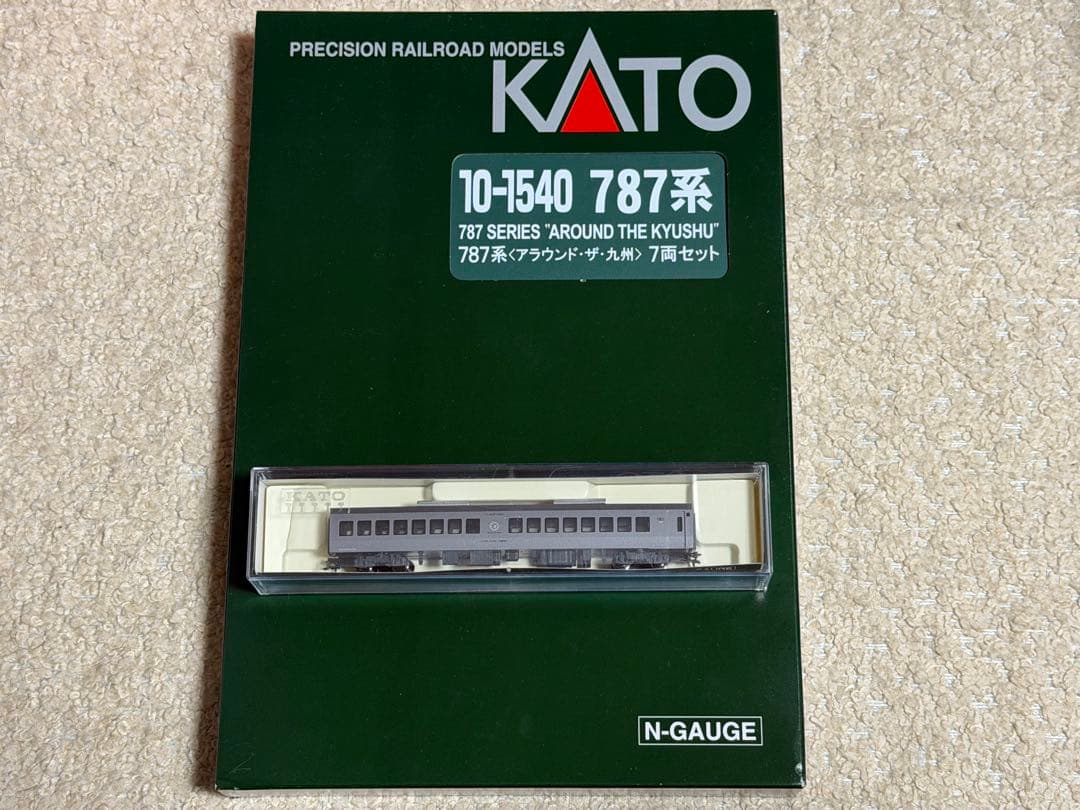 PRECISION RAILROAD MODELS
KATO
10-1540 787系
787 SERIES "AROUND THE KYUSHU"
787系〈アラウンド・ザ・九州〉 7両セット
KATO
N-GAUGE